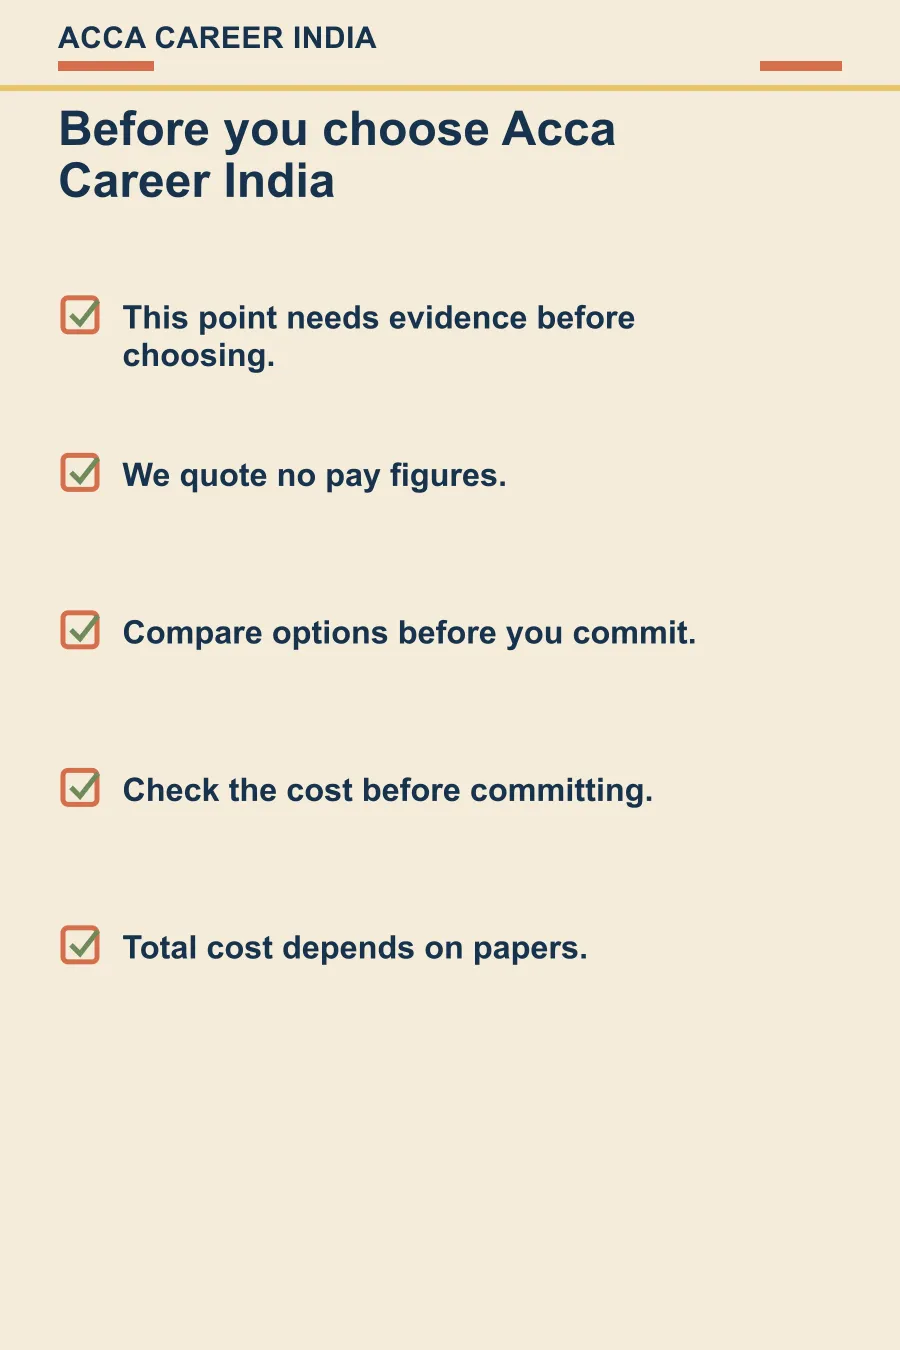 ACCA CAREER INDIA
Before you choose Acca
Career India
This point needs evidence before
choosing.
We quote no pay figures.
Compare options before you commit.
Check the cost before committing.
Total cost depends on papers.